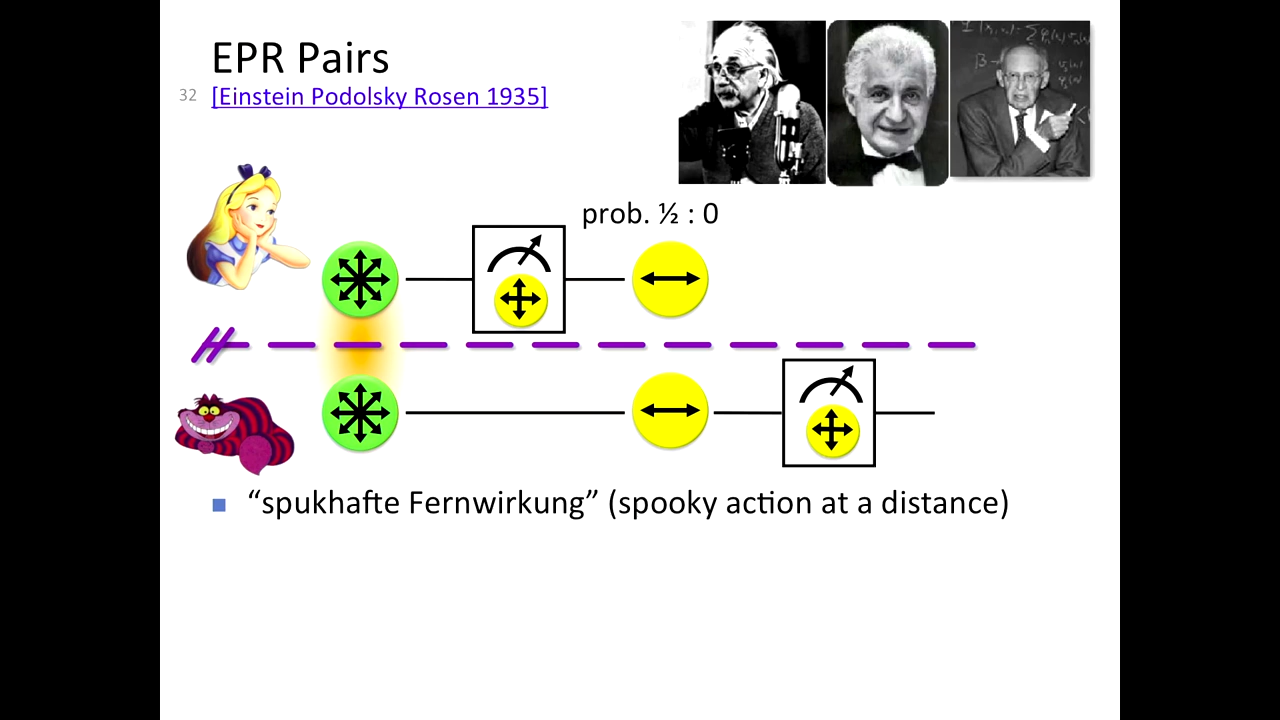 EPR Pairs
32 [Einstein Podolsky Rosen 1935]
prob. ½ : 0
“spukhafte Fernwirkung” (spooky action at a distance)